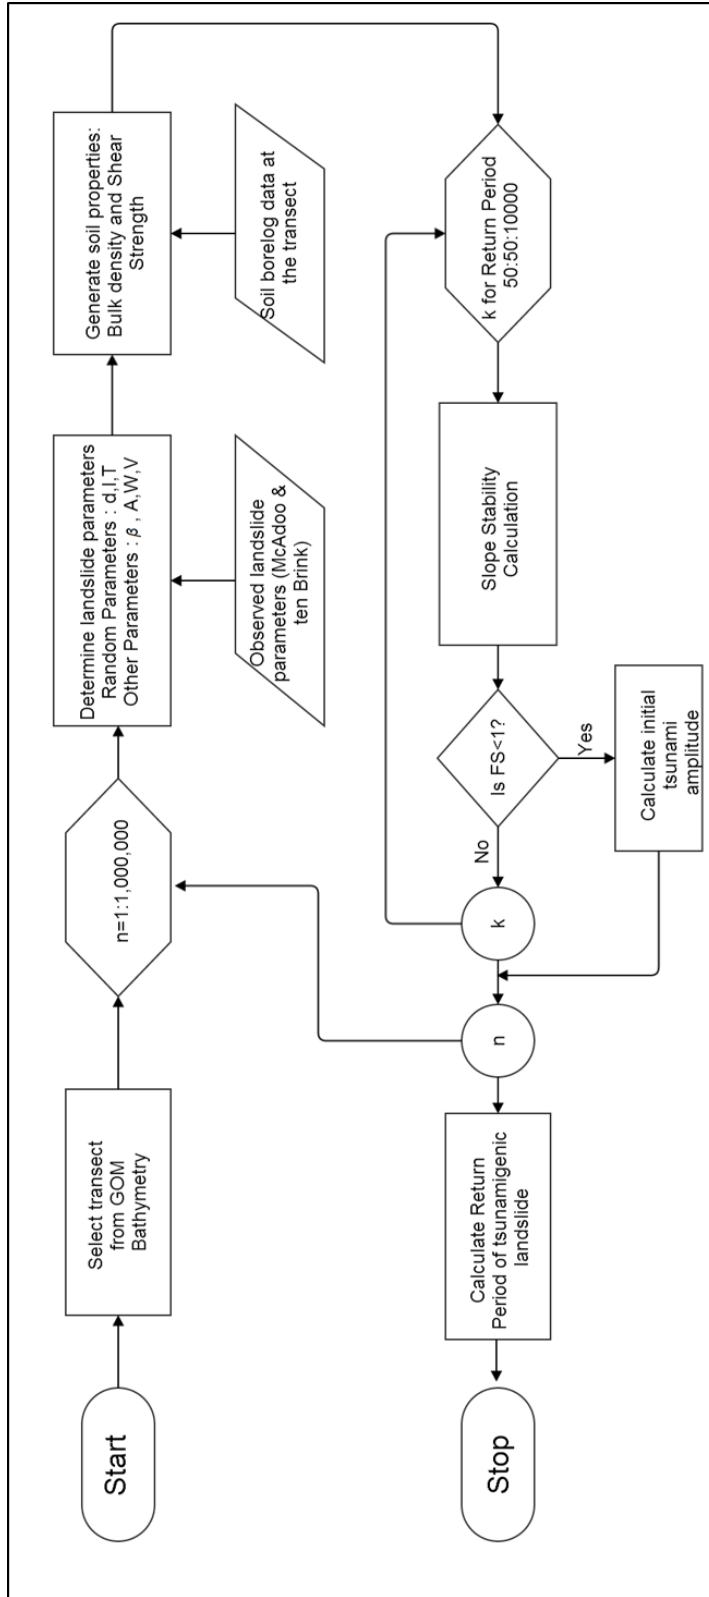 Start
Select transect
from GOM
Bathymetry
n=1:1,000,000
Determine landslide parameters
Random Parameters : d,l,T
Other Parameters : β , A,W,V
Observed landslide
parameters (McAdoo &
ten Brink)
Generate soil properties:
Bulk density and Shear
Strength
Soil borelog data at
the transect
k for Return Period
50:50:10000
Slope Stability
Calculation
Is FS<1?
Yes
Calculate initial
tsunami
amplitude
No
k
n
Calculate Return
Period of tsunamigenic
landslide
Stop